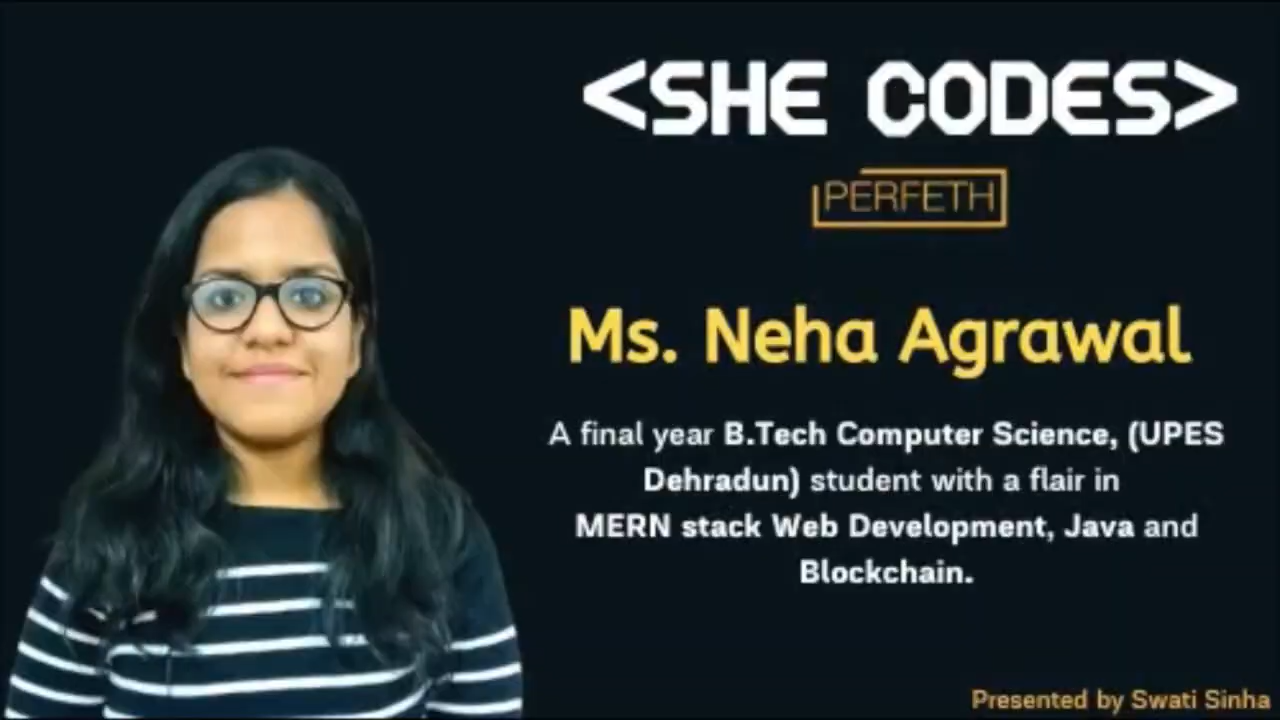 <SHE CODES>
PERFETH
Ms. Neha Agrawal
A final year B.Tech Computer Science, (UPES
Dehradun) student with a flair in
MERN stack Web Development, Java and
Blockchain.
Presented by Swati Sinha